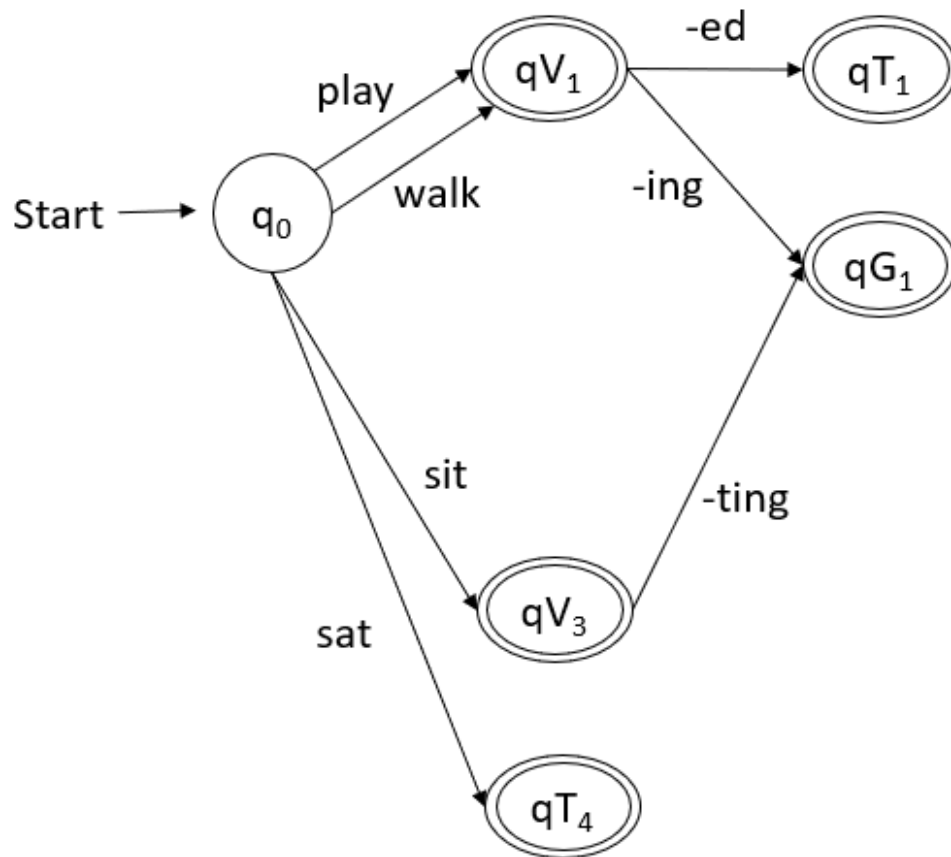 -ed
qV₁
qT₁
play
walk
-ing
Start
q₀
qG₁
sit
-ting
qV₃
sat
qT₄